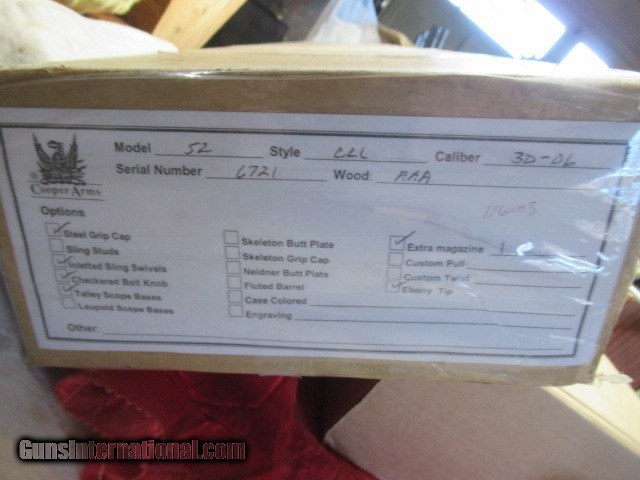 Model 52 Style CLL Caliber 30-06
Serial Number 6721 Wood: AAA
® Cooper Arms
Options
Steel Grip Cap
Sling Studs
Inletted Sling Swivels
Checkered Bolt Knob
Talley Scope Bases
Leupold Scope Bases
Skeleton Butt Plate
Skeleton Grip Cap
Neidner Butt Plate
Fluted Barrel
Case Colored
Engraving
Extra magazine 1
Custom Pull
Custom Twist
Ebony Tip
Other
GunsInternational.com